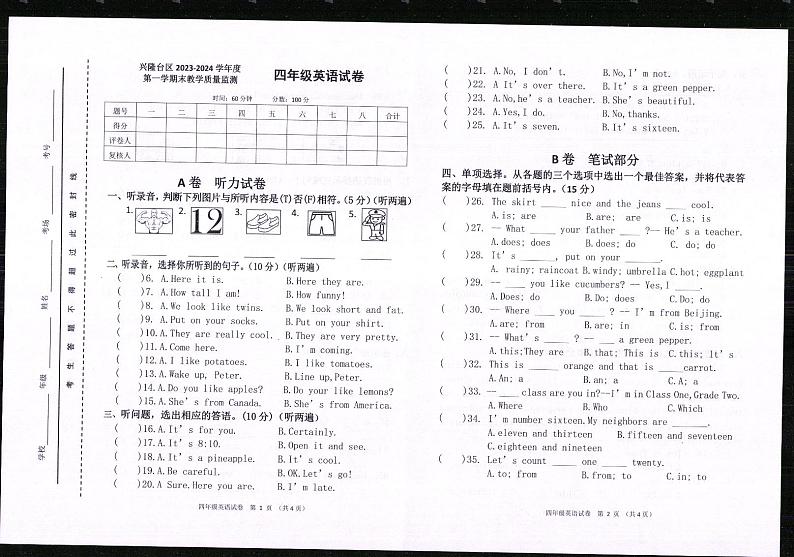 兴隆台区 2023-2024 学年度
第一学期末教学质量监测
四年级英语试卷
时间：60 分钟 分数：100 分
题号 一 二 三 四 五 六 七 八 合计
得分
评卷人
复核人
学校
年级
姓名
考场
考号
考 生 答 题 不 得 超 过 此 密 封 线
A 卷 听力试卷
一、听录音，判断下列图片与所听内容是(T)否(F)相符。(5 分)(听两遍)
1. 2. 12 3. 4. 5.
二、听录音，选择你所听到的句子。(10 分)(听两遍)
( )6. A.Here it is. B.Here they are.
( )7. A.How tall I am! B.How funny!
( )8. A.We look like twins. B.We look short and fat.
( )9. A.Put on your socks. B.Put on your shirt.
( )10.A.They are really cool. B.They are very pretty.
( )11.A.Come here. B.I’m coming.
( )12.A.I like potatoes. B.I like tomatoes.
( )13.A.Wake up, Peter. B.Line up,Peter.
( )14.A.Do you like apples? B.Do your like lemons?
( )15.A.She’s from Canada. B.She’s from America.
三、听问题，选出相应的答语。(10 分)(听两遍)
( )16.A.It’s for you. B.Certainly.
( )17.A.It’s 8:10. B.Open it and see.
( )18.A.It’s a pineapple. B.It’s cool.
( )19.A.Be careful. B.OK.Let’s go!
( )20.A Sure.Here you are. B.I’m late.
四年级英语试卷 第 1 页 （共 4 页）
( )21. A.No, I don’t. B.No,I’m not.
( )22. A It’s over there. B.It’s a green pepper.
( )23. A.No,he’s a teacher. B.She’s beautiful.
( )24. A.Yes,I do. B.No,thanks.
( )25. A.It’s seven. B.It’s sixteen.
B 卷 笔试部分
四、单项选择。从各题的三个选项中选出一个最佳答案，并将代表答
案的字母填在题前括号内。(15 分)
( )26. The skirt _____ nice and the jeans ____ cool.
A.is; are B.are; are C.is; is
( )27. -- What _____ your father ____ ?-- He’s a teacher.
A.does; does B.does; do C. do; do
( )28. It’s _______, put on your ______.
A. rainy; raincoat B.windy; umbrella C.hot; eggplant
( )29. -- ____ you like cucumbers? -- Yes,I ____.
A.Does; do B.Do; does C.Do; do
( )30. -- Where ____ you _____ ? -- I’m from Beijing.
A.are; from B.are; in C.is; from
( )31. -- What’s _____ ? -- ___ a green pepper.
A.this;They are B.that; This is C.this; It’s
( )32. This is ______ orange and that is ____carrot.
A.An; a B.an; a C.A; a
( )33. -- ____ class are you in?--I’m in Class One,Grade Two.
A.Where B.Who C.Which
( )34. I’m number sixteen.My neighbors are ______.
A.eleven and thirteen B.fifteen and seventeen
C.eighteen and nineteen
( )35. Let’s count _____ one ____ twenty.
A.to; from B.from; to C.in; to
四年级英语试卷 第 2 页 （共 4 页）